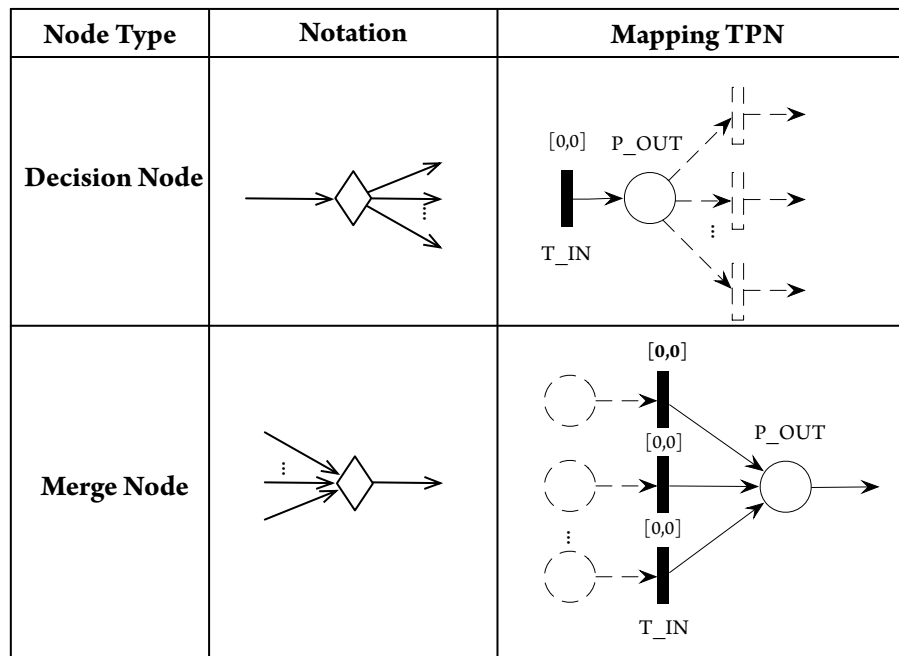 Node Type Notation Mapping TPN
Decision Node
[0,0] P_OUT
...
...
T_IN
Merge Node
[0,0]
[0,0] P_OUT
...
[0,0]
...
T_IN